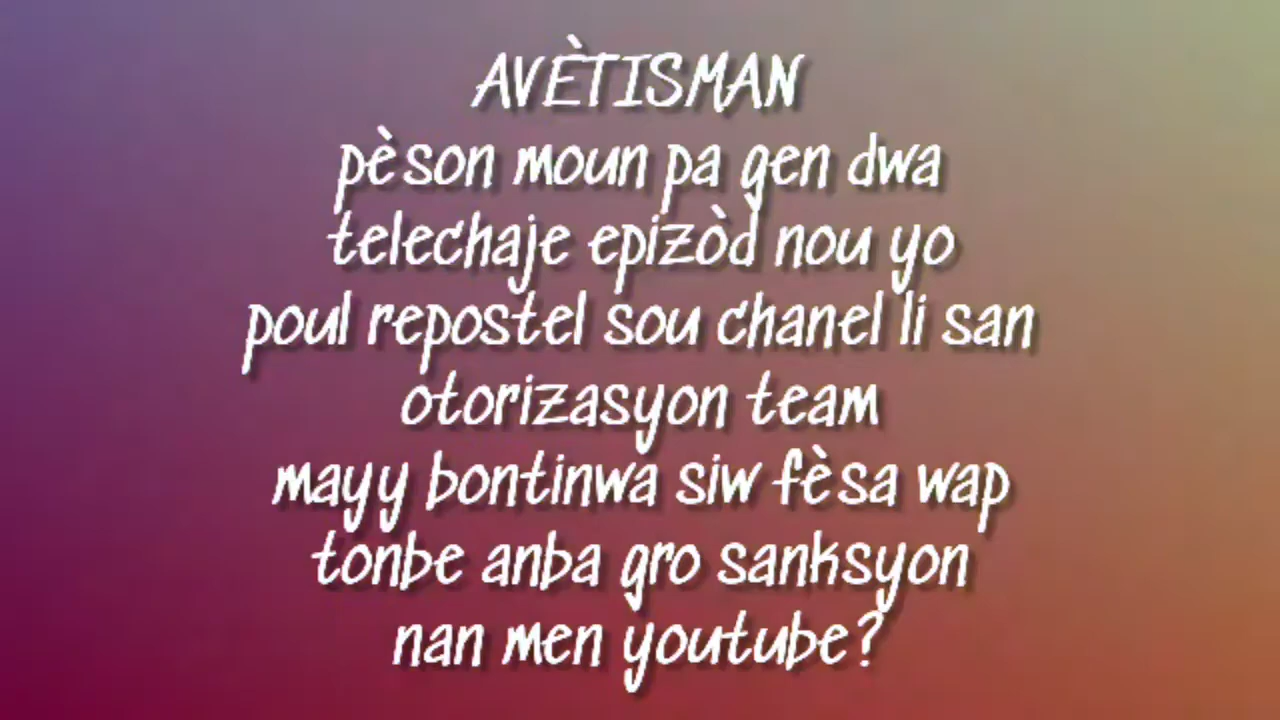 AVÈTISMAN
pèson moun pa gen dwa
telechaje epizòd nou yo
poul repostel sou chanel li san
otorizasyon team
mayy bontinwa siw fèsa wap
tonbe anba gro sanksyon
nan men youtube?